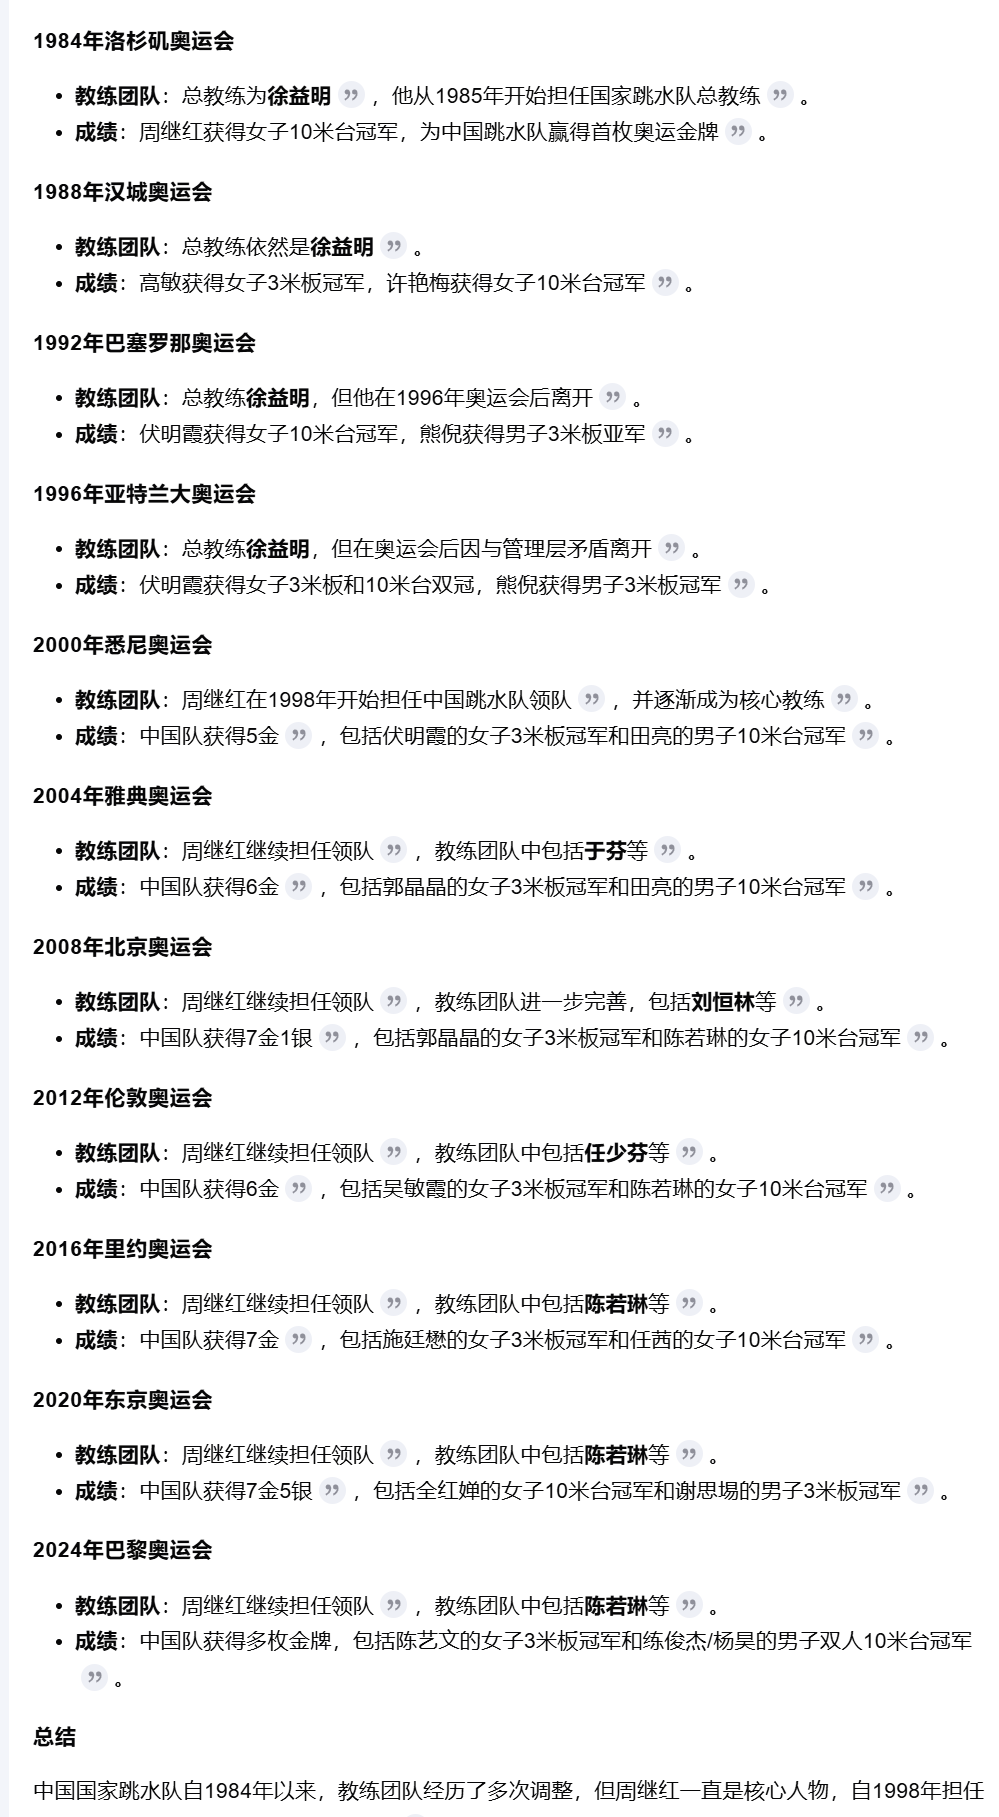 1984年洛杉矶奥运会
• 教练团队：总教练为徐益明 ，他从1985年开始担任国家跳水队总教练 。
• 成绩：周继红获得女子10米台冠军，为中国跳水队赢得首枚奥运金牌 。
1988年汉城奥运会
• 教练团队：总教练依然是徐益明 。
• 成绩：高敏获得女子3米板冠军，许艳梅获得女子10米台冠军 。
1992年巴塞罗那奥运会
• 教练团队：总教练徐益明，但他在1996年奥运会后离开 。
• 成绩：伏明霞获得女子10米台冠军，熊倪获得男子3米板亚军 。
1996年亚特兰大奥运会
• 教练团队：总教练徐益明，但在奥运会后因与管理层矛盾离开 。
• 成绩：伏明霞获得女子3米板和10米台双冠，熊倪获得男子3米板冠军 。
2000年悉尼奥运会
• 教练团队：周继红在1998年开始担任中国跳水队领队 ，并逐渐成为核心教练 。
• 成绩：中国队获得5金 ，包括伏明霞的女子3米板冠军和田亮的男子10米台冠军 。
2004年雅典奥运会
• 教练团队：周继红继续担任领队 ，教练团队中包括于芬等 。
• 成绩：中国队获得6金 ，包括郭晶晶的女子3米板冠军和田亮的男子10米台冠军 。
2008年北京奥运会
• 教练团队：周继红继续担任领队 ，教练团队进一步完善，包括刘恒林等 。
• 成绩：中国队获得7金1银 ，包括郭晶晶的女子3米板冠军和陈若琳的女子10米台冠军 。
2012年伦敦奥运会
• 教练团队：周继红继续担任领队 ，教练团队中包括任少芬等 。
• 成绩：中国队获得6金 ，包括吴敏霞的女子3米板冠军和陈若琳的女子10米台冠军 。
2016年里约奥运会
• 教练团队：周继红继续担任领队 ，教练团队中包括陈若琳等 。
• 成绩：中国队获得7金 ，包括施廷懋的女子3米板冠军和任茜的女子10米台冠军 。
2020年东京奥运会
• 教练团队：周继红继续担任领队 ，教练团队中包括陈若琳等 。
• 成绩：中国队获得7金5银 ，包括全红婵的女子10米台冠军和谢思埸的男子3米板冠军 。
2024年巴黎奥运会
• 教练团队：周继红继续担任领队 ，教练团队中包括陈若琳等 。
• 成绩：中国队获得多枚金牌，包括陈艺文的女子3米板冠军和练俊杰/杨昊的男子双人10米台冠军
。
总结
中国国家跳水队自1984年以来，教练团队经历了多次调整，但周继红一直是核心人物，自1998年担任